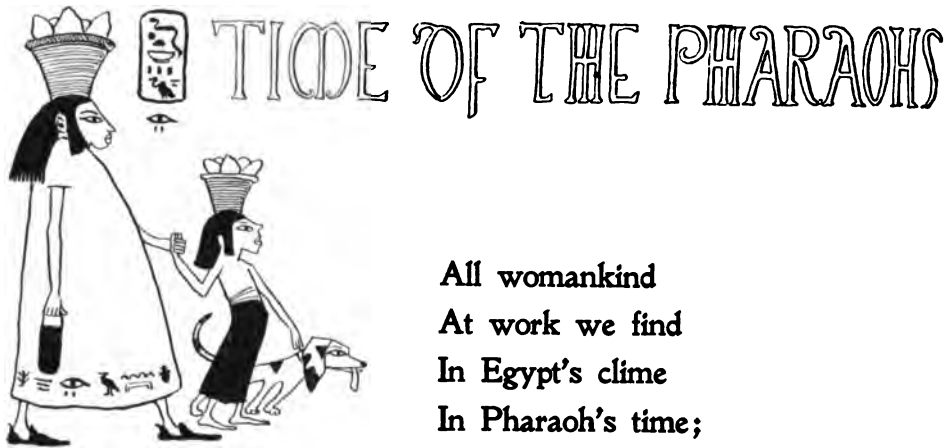 TIME OF THE PHARAOHS
All womankind
At work we find
In Egypt's clime
In Pharaoh's time;